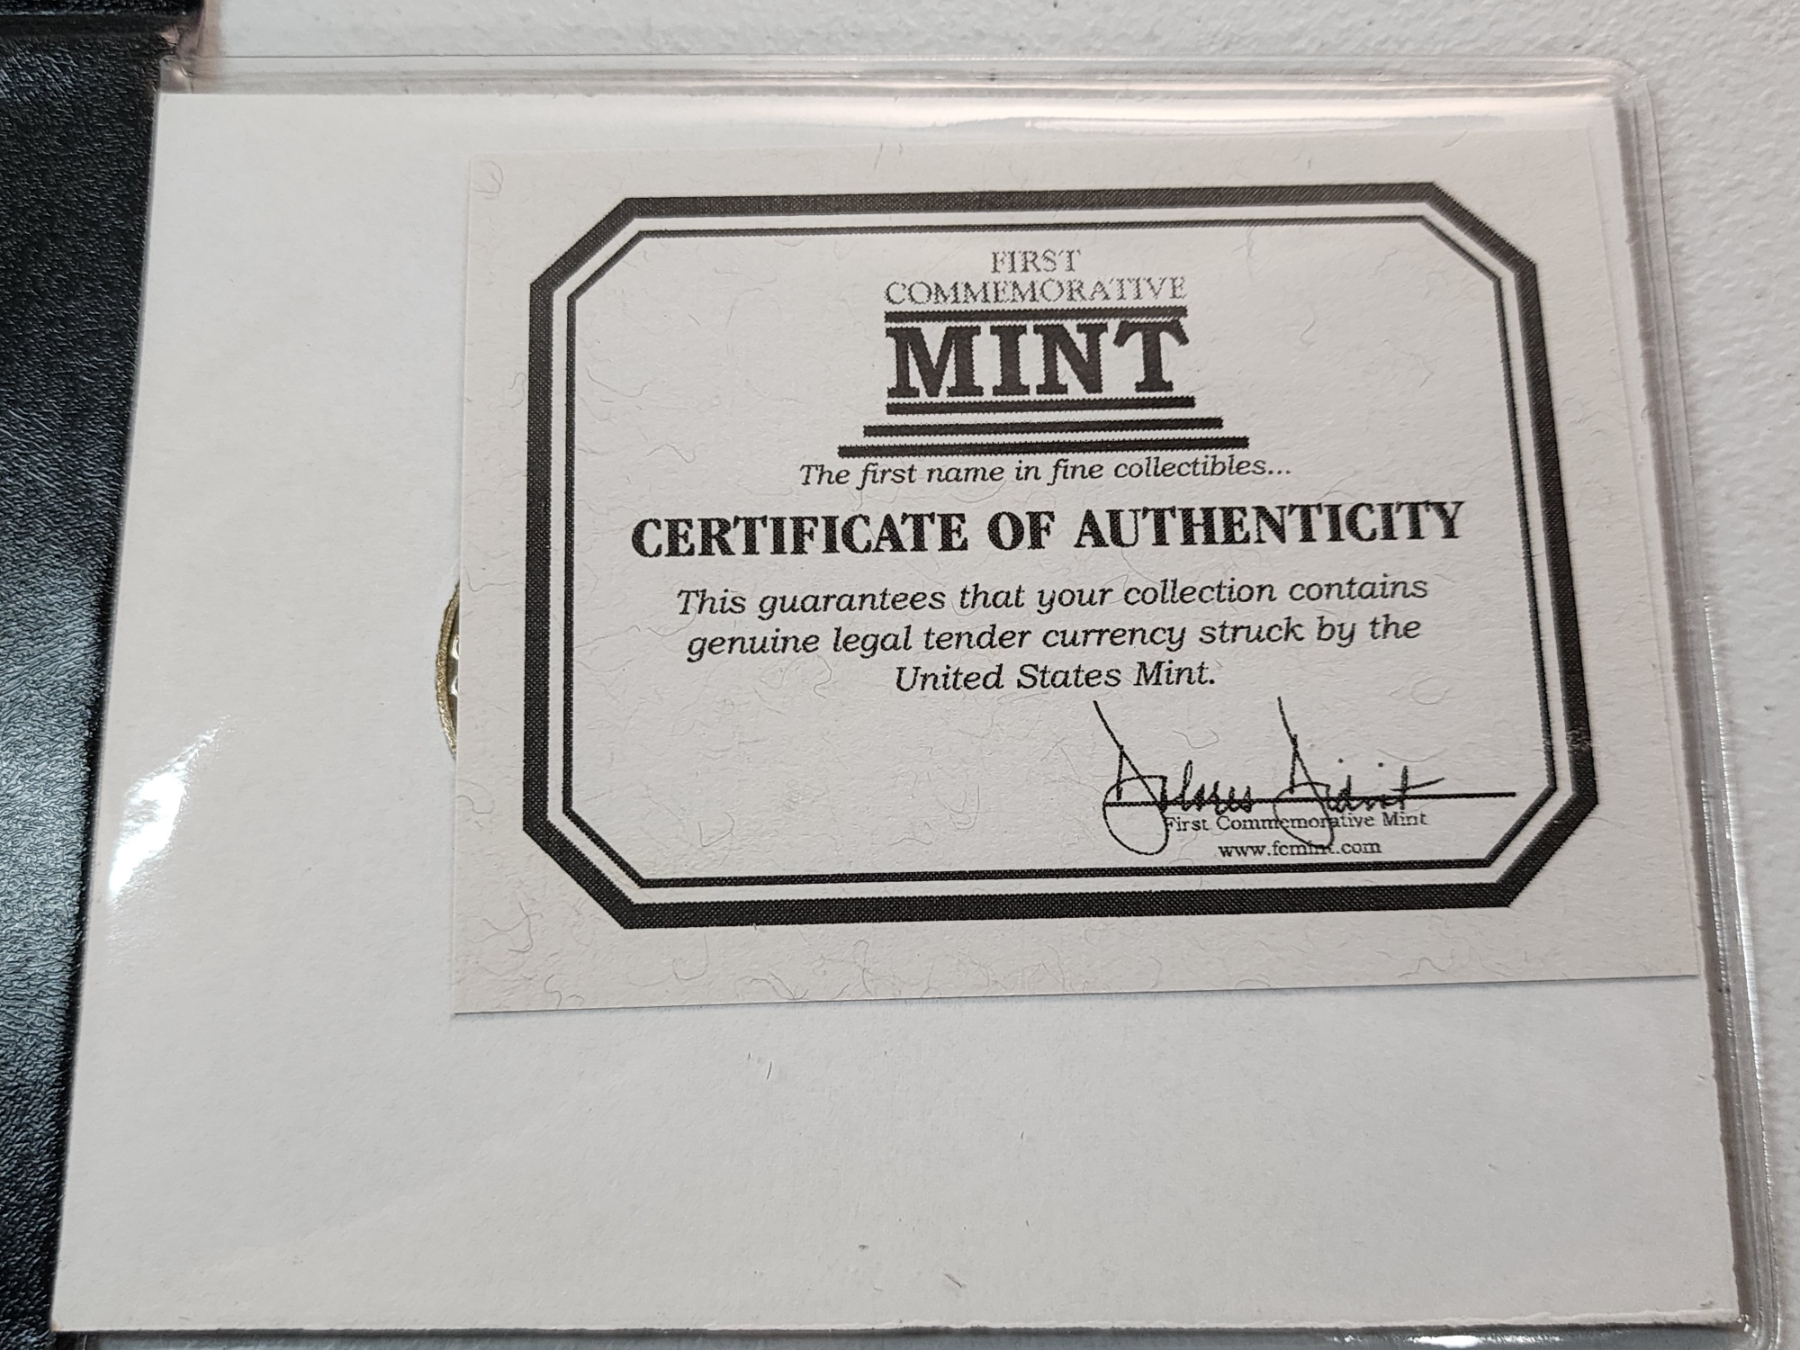 FIRST
COMMEMORATIVE
MINT
The first name in fine collectibles...
CERTIFICATE OF AUTHENTICITY
This guarantees that your collection contains
genuine legal tender currency struck by the
United States Mint.
First Commemorative Mint
www.fcmint.com